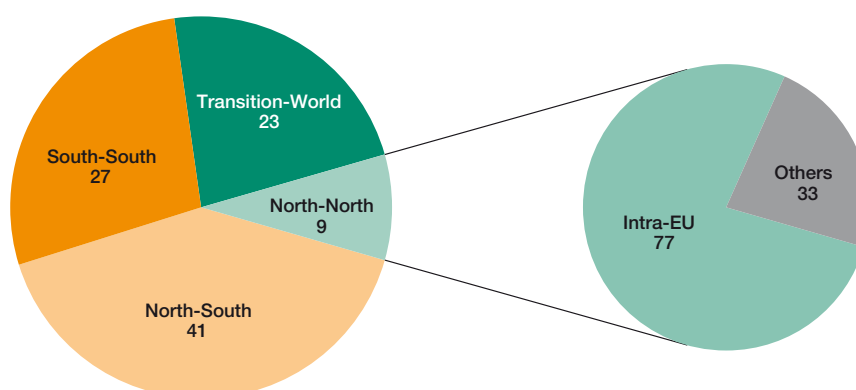 Transition-World
23
South-South
27
North-North
9
North-South
41
Others
33
Intra-EU
77